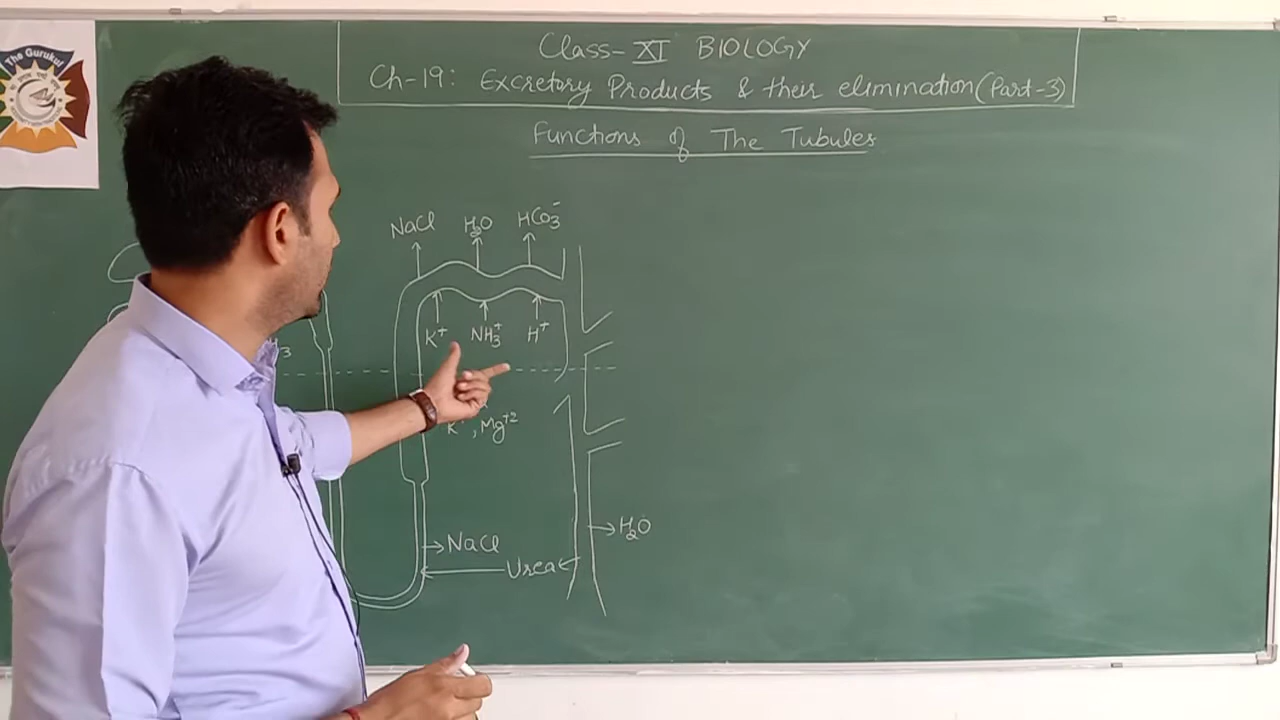 The Gurukul
Class-XI BIOLOGY
Ch-19: Excretory Products & their elimination (Part-3)
Functions of The Tubules
NaCl H2O HCO3-
K+ NH3+ H+
3
K , Mg+2
H2O
NaCl
Urea